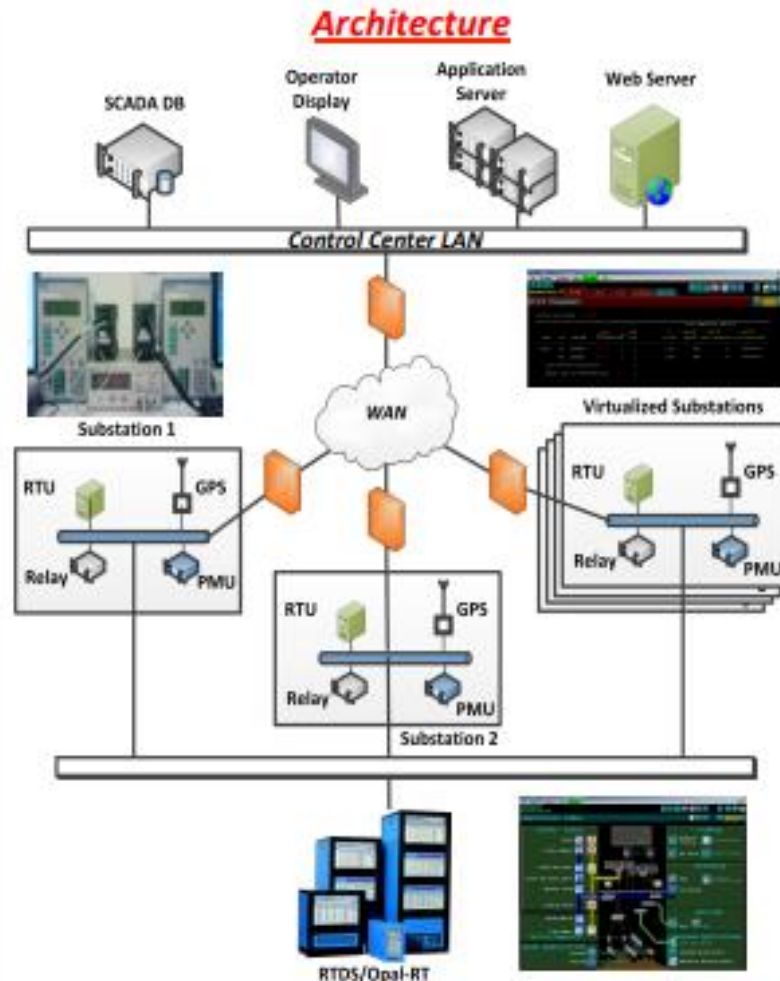 Architecture
SCADA DB
Operator
Display
Application
Server
Web Server
Control Center LAN
WAN
Substation 1
RTU
GPS
Relay
PMU
Virtualized Substations
RTU
GPS
Relay
PMU
RTU
GPS
Relay
PMU
Substation 2
RTDS/Opal-RT